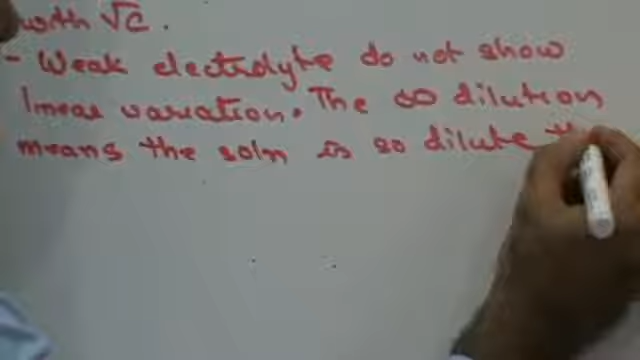 with √C.
- Weak electrolyte do not show
linear variation. The ∞ dilution
means the soln is so dilute